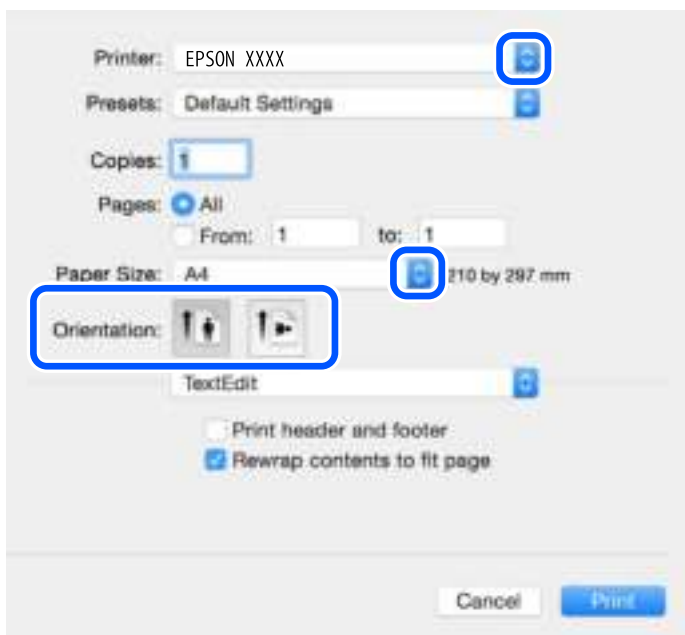 Printer: EPSON XXXX
Presets: Default Settings
Copies: 1
Pages: All
From: 1 to: 1
Paper Size: A4 210 by 297 mm
Orientation:
TextEdit
Print header and footer
Rewrap contents to fit page
Cancel Print